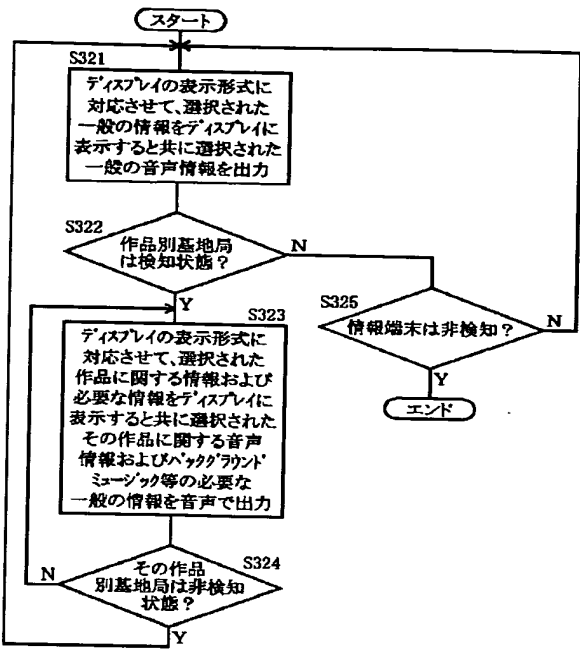 スタート
S321
ディスプレイの表示形式に
対応させて、選択された
一般の情報をディスプレイに
表示すると共に選択された
一般の音声情報を出力
S322
作品別基地局
は検知状態？
N
Y
S323
ディスプレイの表示形式に
対応させて、選択された
作品に関する情報および
必要な情報をディスプレイに
表示すると共に選択された
その作品に関する音声
情報およびバックグラウンド
ミュージック等の必要な
一般の情報を音声で出力
S324
その作品
別基地局は非検知
状態？
N
Y
S325
情報端末は非検知？
N
Y
エンド